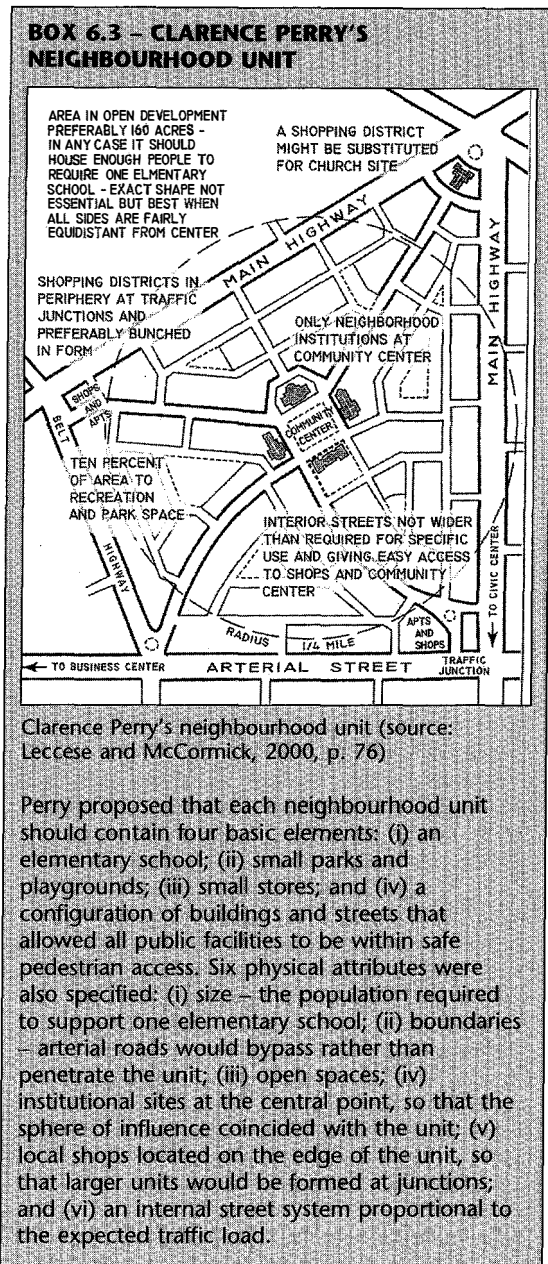 BOX 6.3 – CLARENCE PERRY'S
NEIGHBOURHOOD UNIT
AREA IN OPEN DEVELOPMENT
PREFERABLY 160 ACRES -
IN ANY CASE IT SHOULD
HOUSE ENOUGH PEOPLE TO
REQUIRE ONE ELMENTARY
SCHOOL - EXACT SHAPE NOT
ESSENTIAL BUT BEST WHEN
ALL SIDES ARE FAIRLY
EQUIDISTANT FROM CENTER
A SHOPPING DISTRICT
MIGHT BE SUBSTITUTED
FOR CHURCH SITE
MAIN HIGHWAY
MAIN HIGHWAY
SHOPPING DISTRICTS IN
PERIPHERY AT TRAFFIC
JUNCTIONS AND
PREFERABLY BUNCHED
IN FORM
ONLY NEIGHBORHOOD
INSTITUTIONS AT
COMMUNITY CENTER
SHOPS
AND
APTS
BELT
HIGHWAY
COMMUNITY
CENTER
TEN PERCENT
OF AREA TO
RECREATION
AND PARK SPACE
INTERIOR STREETS NOT WIDER
THAN REQUIRED FOR SPECIFIC
USE AND GIVING EASY ACCESS
TO SHOPS AND COMMUNITY
CENTER
TO CIVIC CENTER
RADIUS 1/4 MILE
APTS
AND
SHOPS
TO BUSINESS CENTER
ARTERIAL STREET
TRAFFIC
JUNCTION
Clarence Perry's neighbourhood unit (source:
Leccese and McCormick, 2000, p. 76)
Perry proposed that each neighbourhood unit
should contain four basic elements: (i) an
elementary school; (ii) small parks and
playgrounds; (iii) small stores; and (iv) a
configuration of buildings and streets that
allowed all public facilities to be within safe
pedestrian access. Six physical attributes were
also specified: (i) size – the population required
to support one elementary school; (ii) boundaries
– arterial roads would bypass rather than
penetrate the unit; (iii) open spaces; (iv)
institutional sites at the central point, so that the
sphere of influence coincided with the unit; (v)
local shops located on the edge of the unit, so
that larger units would be formed at junctions;
and (vi) an internal street system proportional to
the expected traffic load.